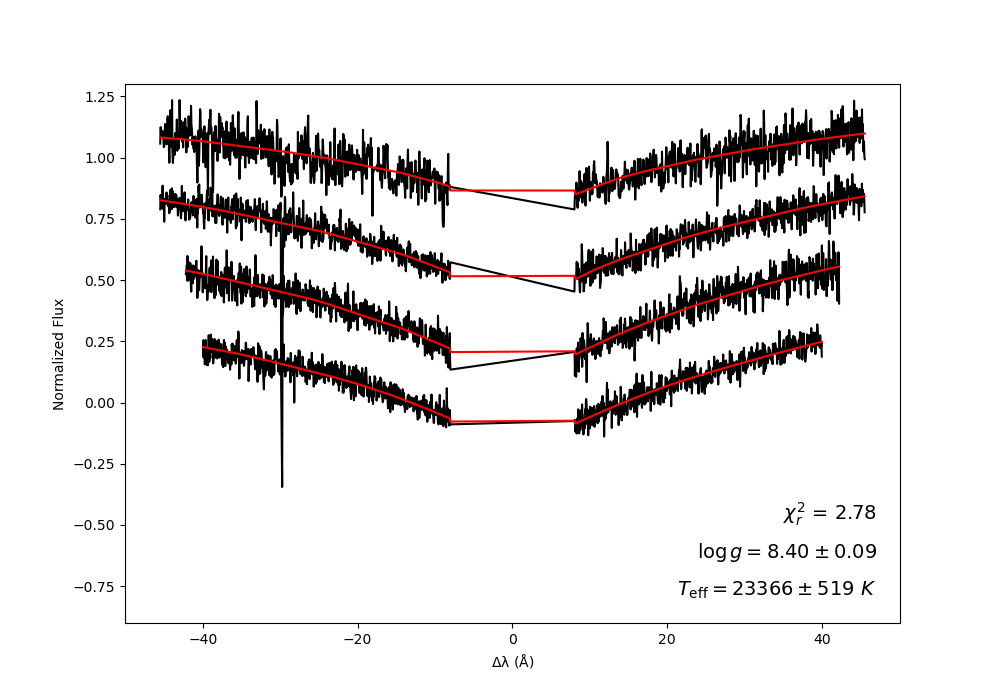 1.25
1.00
0.75
0.50
0.25
0.00
−0.25
−0.50
−0.75
Normalized Flux
χ²ᵣ = 2.78
log g = 8.40 ± 0.09
T_eff = 23366 ± 519 K
−40 −20 0 20 40
Δλ (Å)